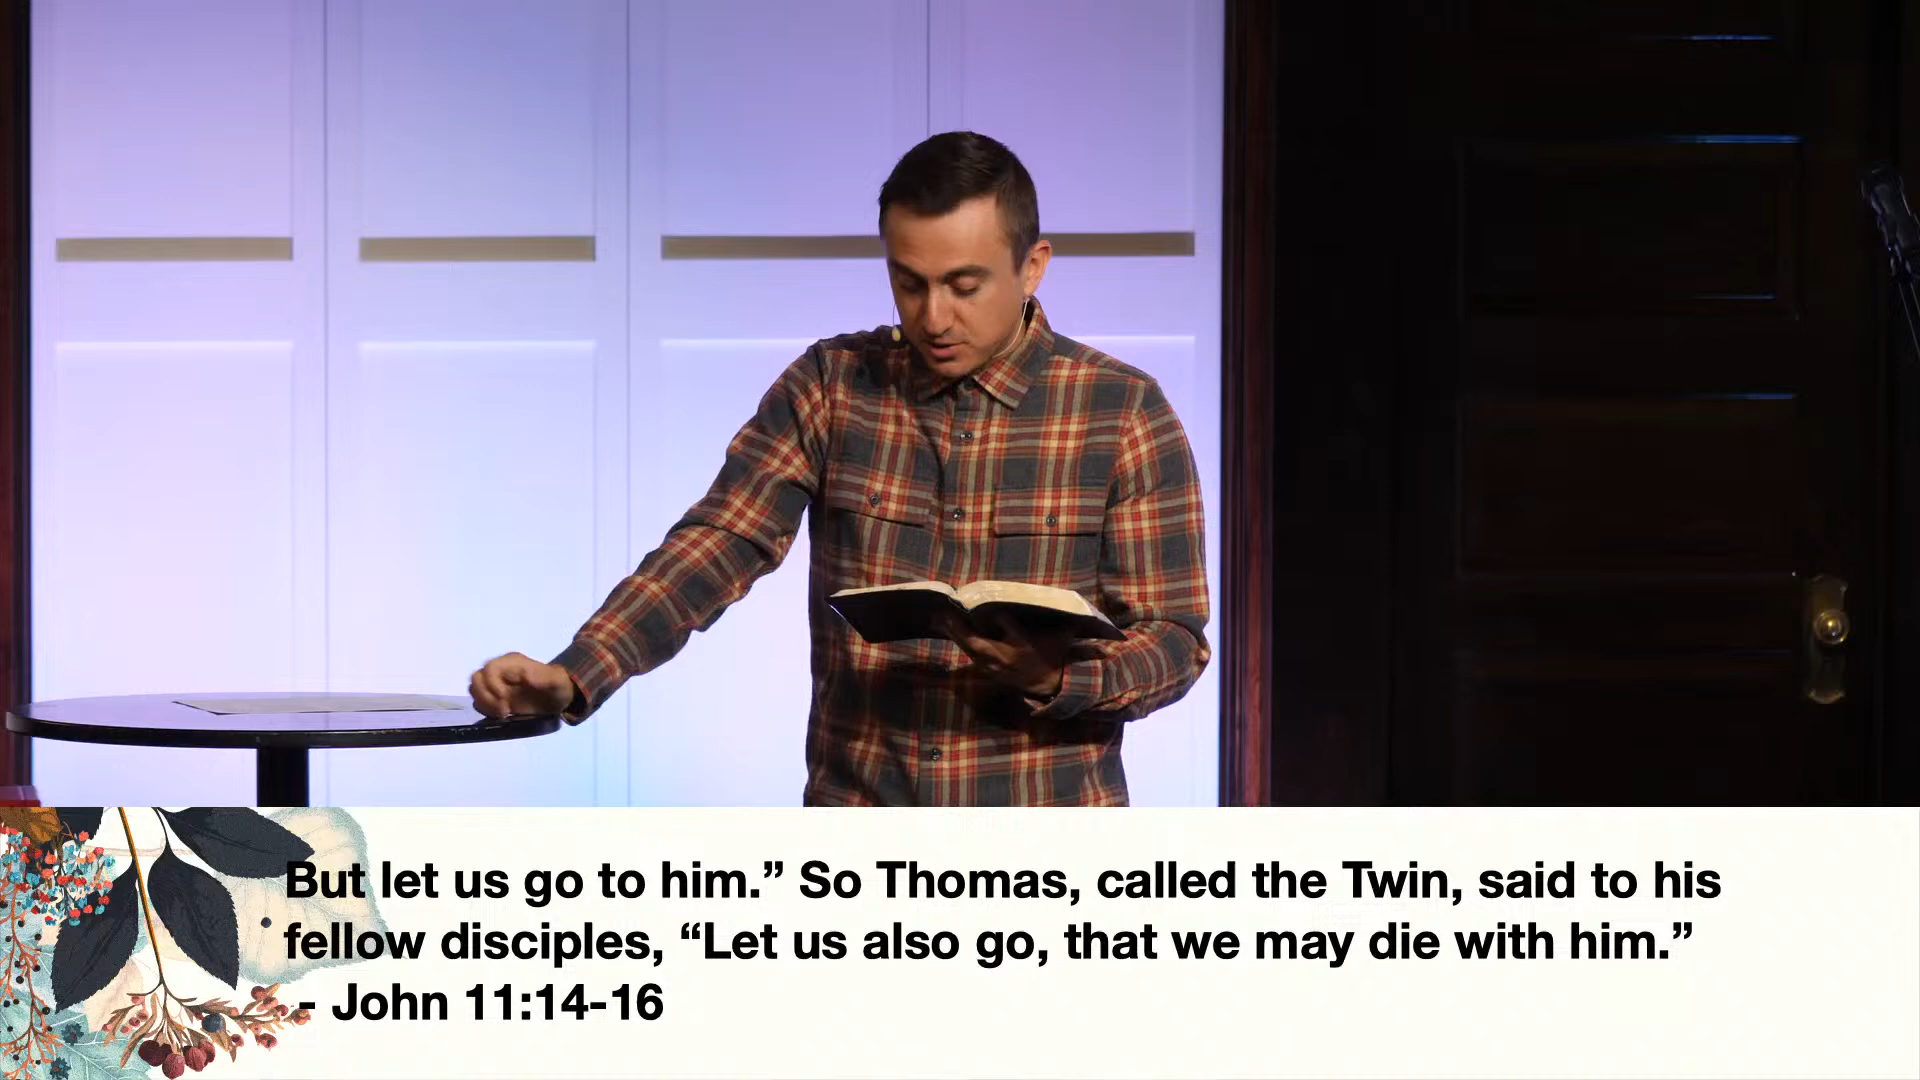 But let us go to him.” So Thomas, called the Twin, said to his
fellow disciples, “Let us also go, that we may die with him.”
- John 11:14-16